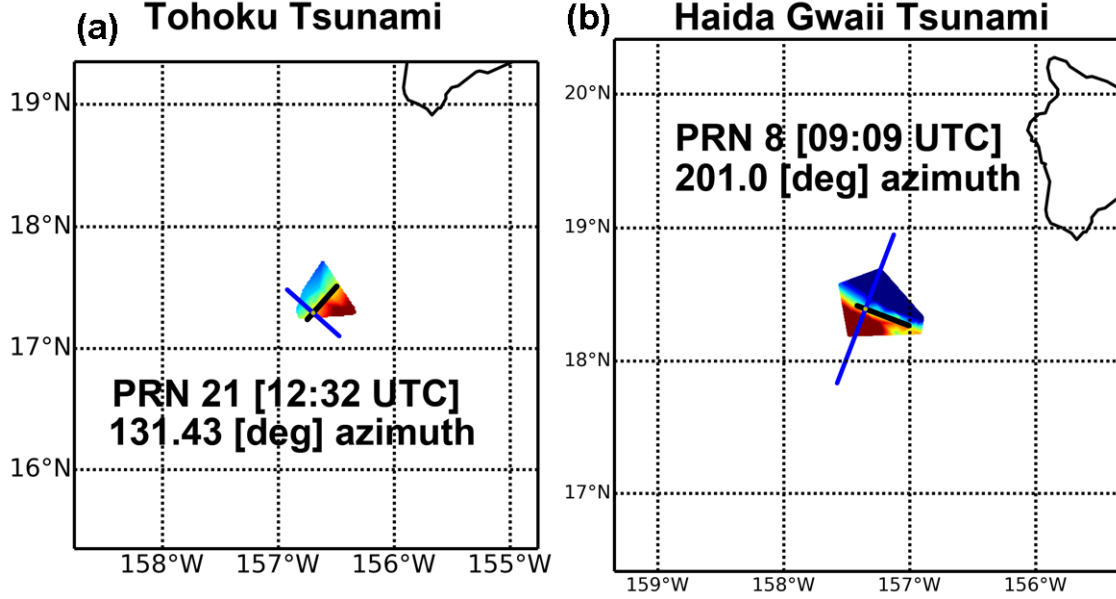 (a) Tohoku Tsunami
19°N
18°N
17°N
16°N
PRN 21 [12:32 UTC]
131.43 [deg] azimuth
158°W 157°W 156°W 155°W
(b) Haida Gwaii Tsunami
20°N
19°N
18°N
17°N
PRN 8 [09:09 UTC]
201.0 [deg] azimuth
159°W 158°W 157°W 156°W